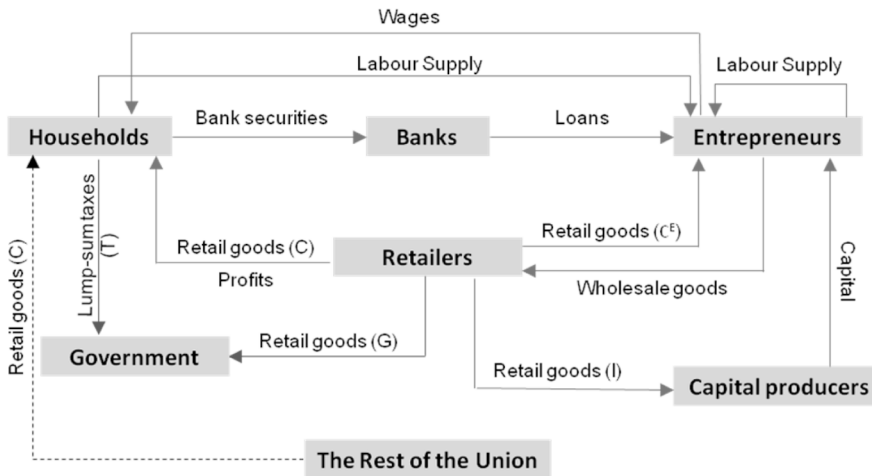 Wages
Labour Supply
Labour Supply
Households
Bank securities
Banks
Loans
Entrepreneurs
Retail goods (C)
Lump-sum taxes
(T)
Retail goods (C)
Profits
Retailers
Retail goods (Cᴱ)
Wholesale goods
Capital
Government
Retail goods (G)
Retail goods (I)
Capital producers
The Rest of the Union